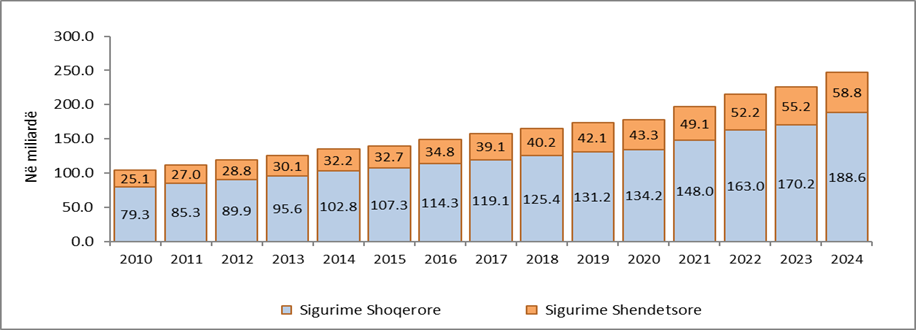 300.0
250.0
200.0
150.0
100.0
50.0
0.0
Në miliardë
25.1 27.0 28.8 30.1 32.2 32.7 34.8 39.1 40.2 42.1 43.3 49.1 52.2 55.2 58.8
79.3 85.3 89.9 95.6 102.8 107.3 114.3 119.1 125.4 131.2 134.2 148.0 163.0 170.2 188.6
2010 2011 2012 2013 2014 2015 2016 2017 2018 2019 2020 2021 2022 2023 2024
Sigurime Shoqerore Sigurime Shendetsore